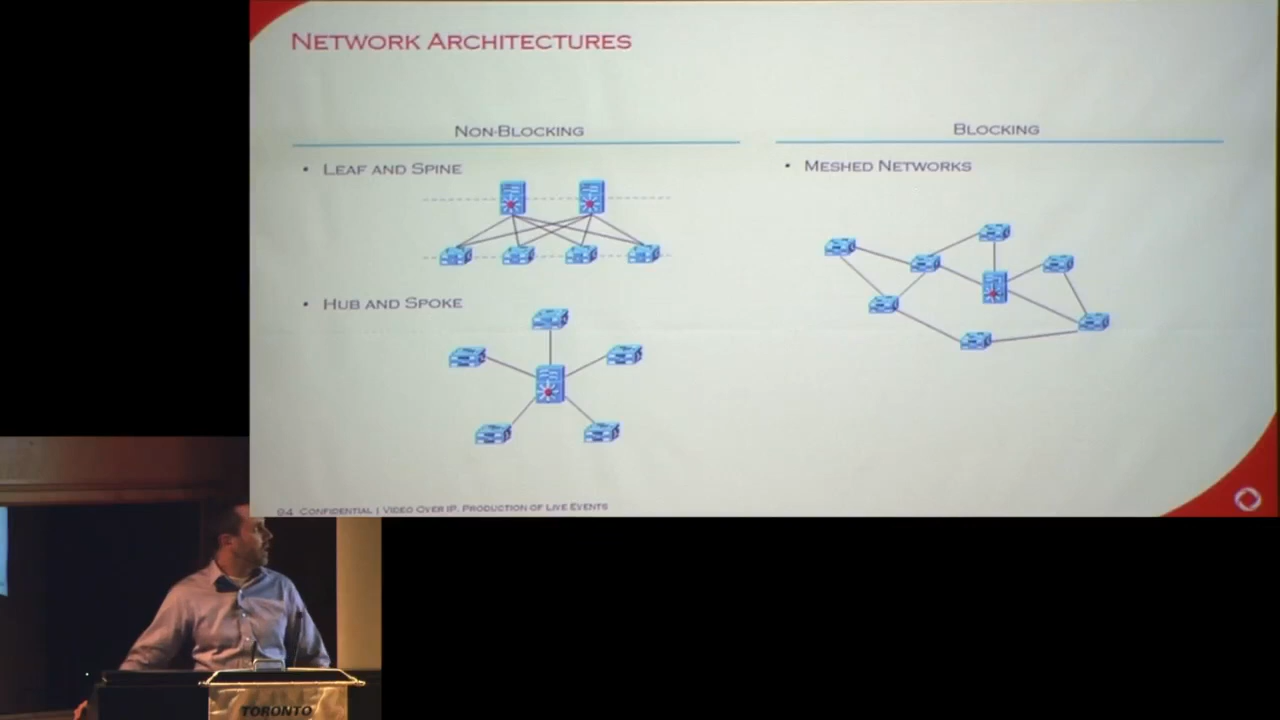 Network Architectures
Non-Blocking
• Leaf and Spine
• Hub and Spoke
Blocking
• Meshed Networks
94 Confidential | Video Over IP, Production of Live Events
TORONTO